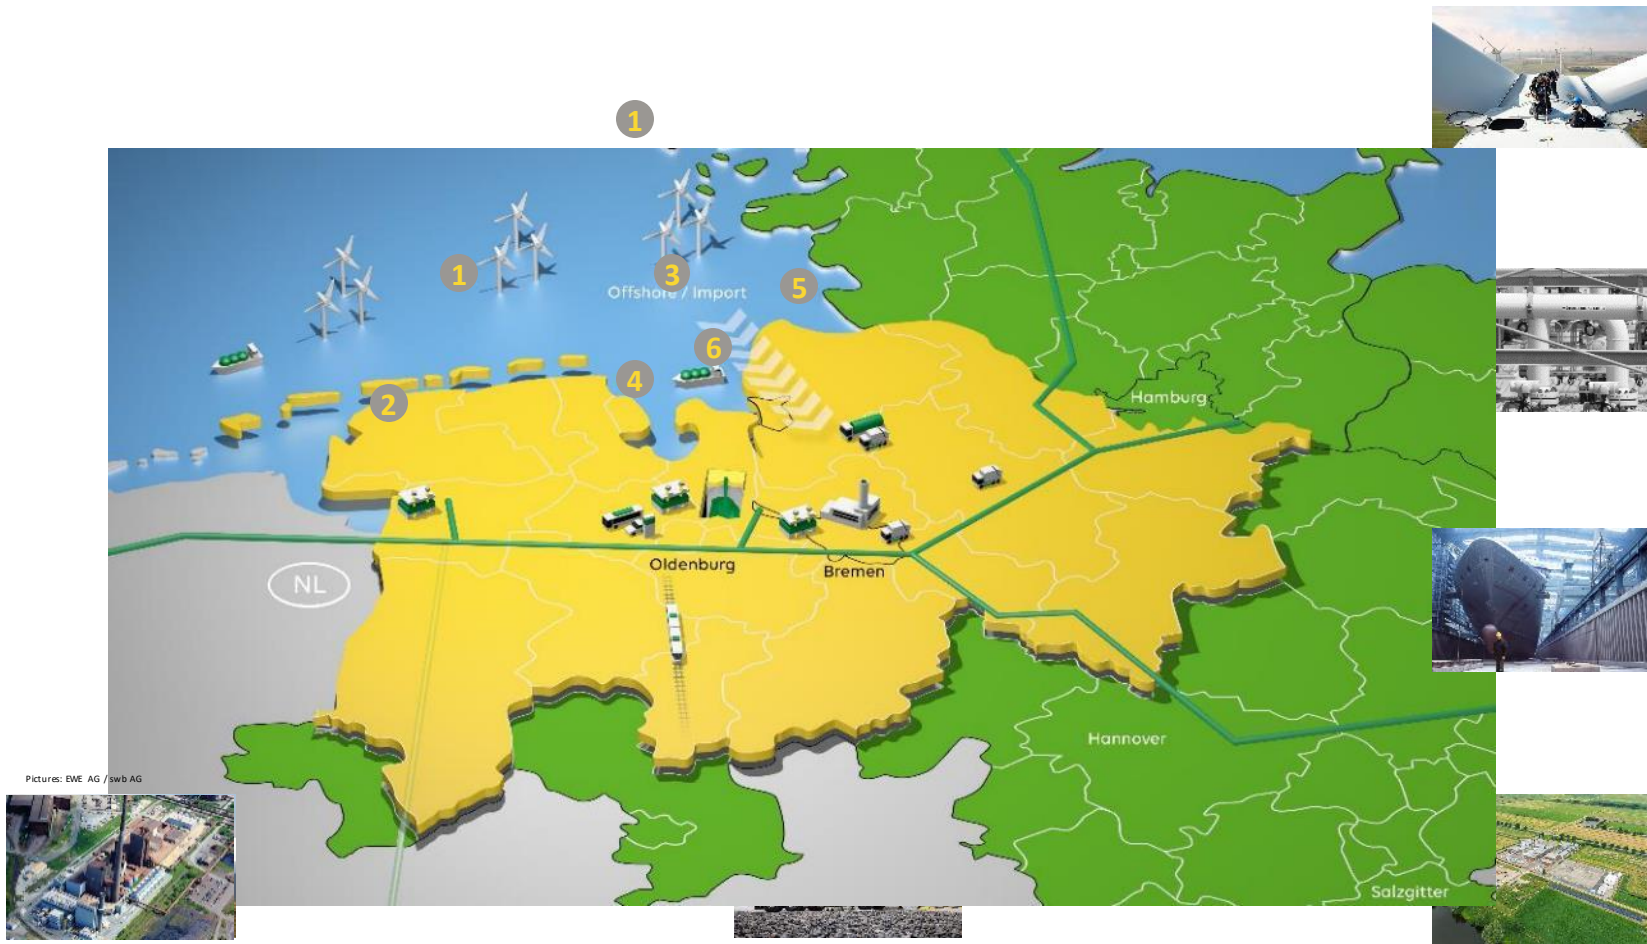 1
1
3
5
Offshore / Import
6
4
2
Hamburg
Oldenburg
Bremen
NL
Hannover
Pictures: EWE AG / swb AG
Salzgitter